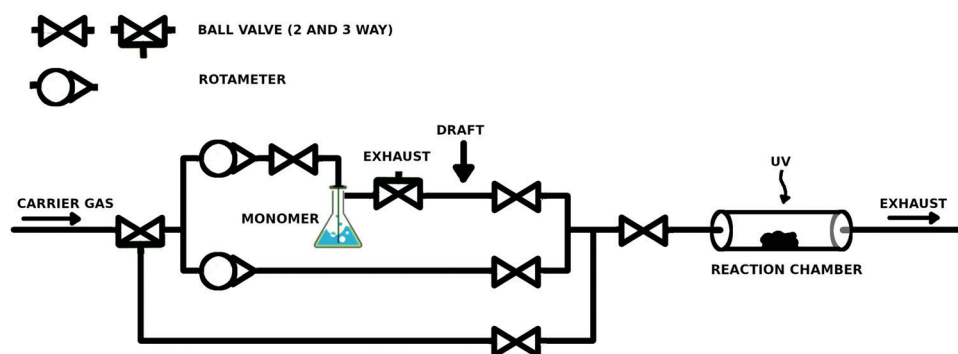 BALL VALVE (2 AND 3 WAY)
ROTAMETER
DRAFT
EXHAUST
UV
CARRIER GAS
MONOMER
EXHAUST
REACTION CHAMBER